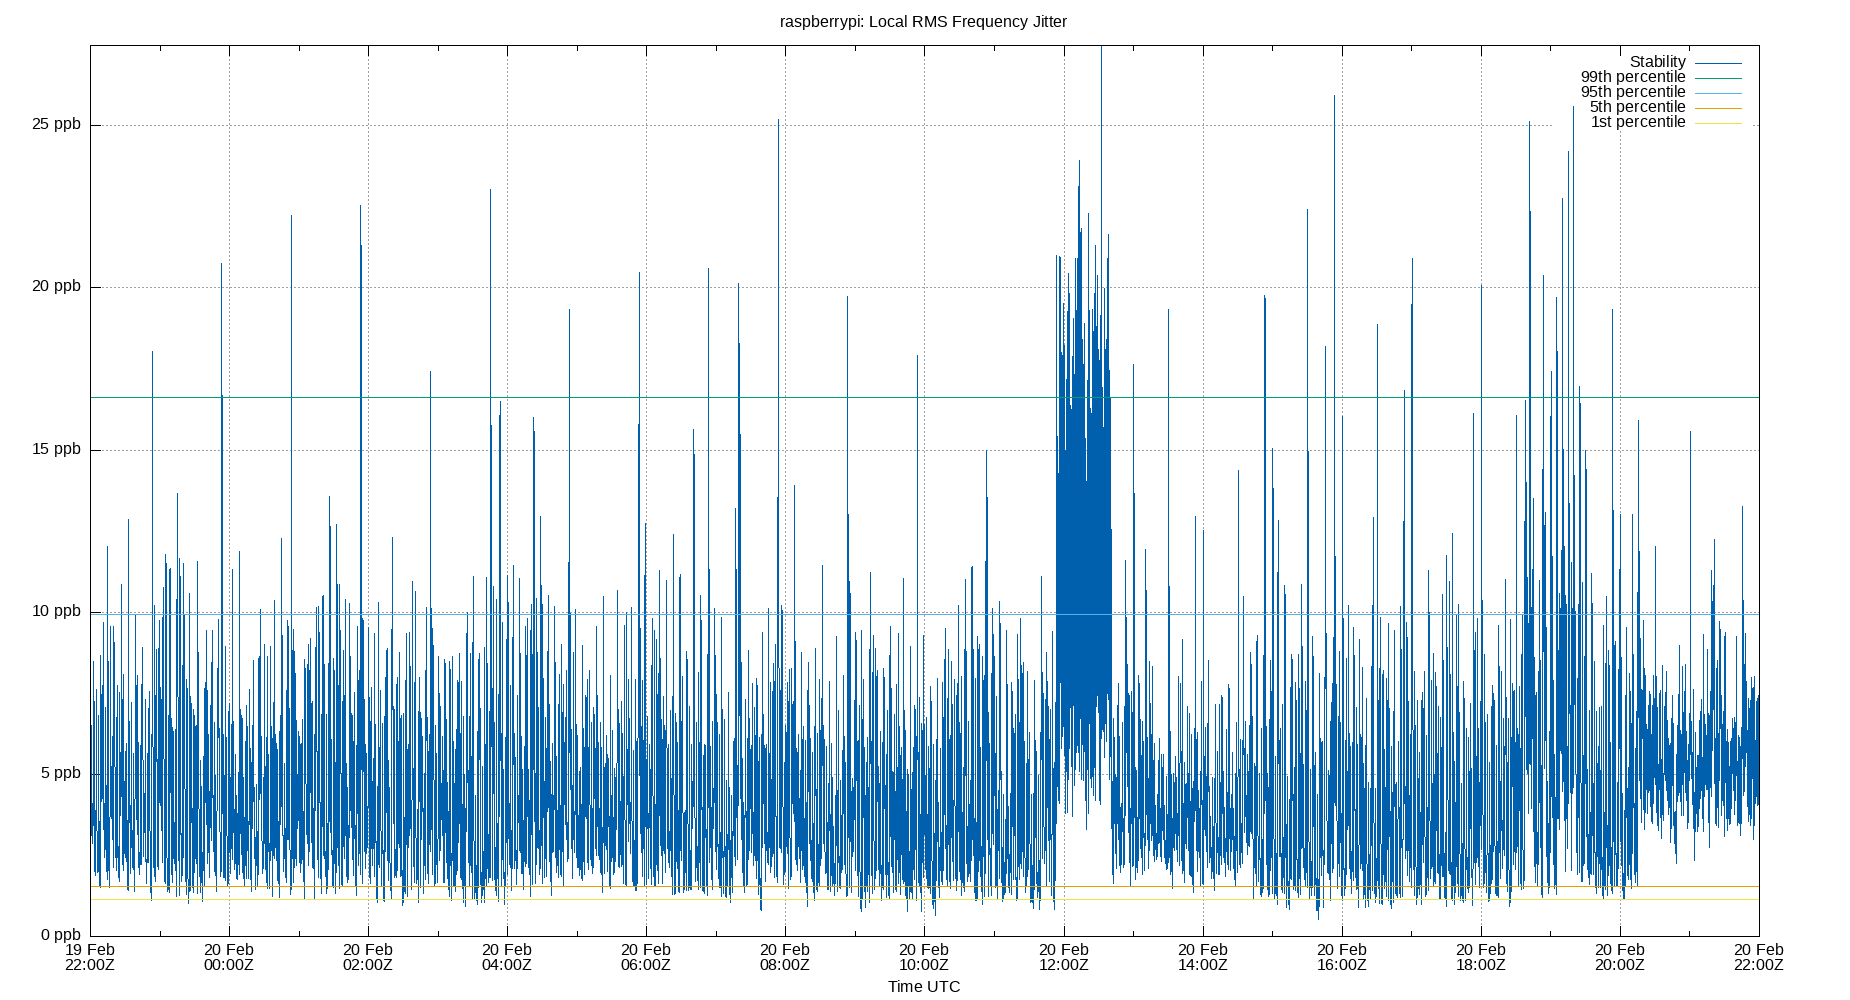 raspberrypi: Local RMS Frequency Jitter
Stability
99th percentile
95th percentile
5th percentile
1st percentile
25 ppb
20 ppb
15 ppb
10 ppb
5 ppb
0 ppb
19 Feb
22:00Z
20 Feb
00:00Z
20 Feb
02:00Z
20 Feb
04:00Z
20 Feb
06:00Z
20 Feb
08:00Z
20 Feb
10:00Z
20 Feb
12:00Z
20 Feb
14:00Z
20 Feb
16:00Z
20 Feb
18:00Z
20 Feb
20:00Z
20 Feb
22:00Z
Time UTC